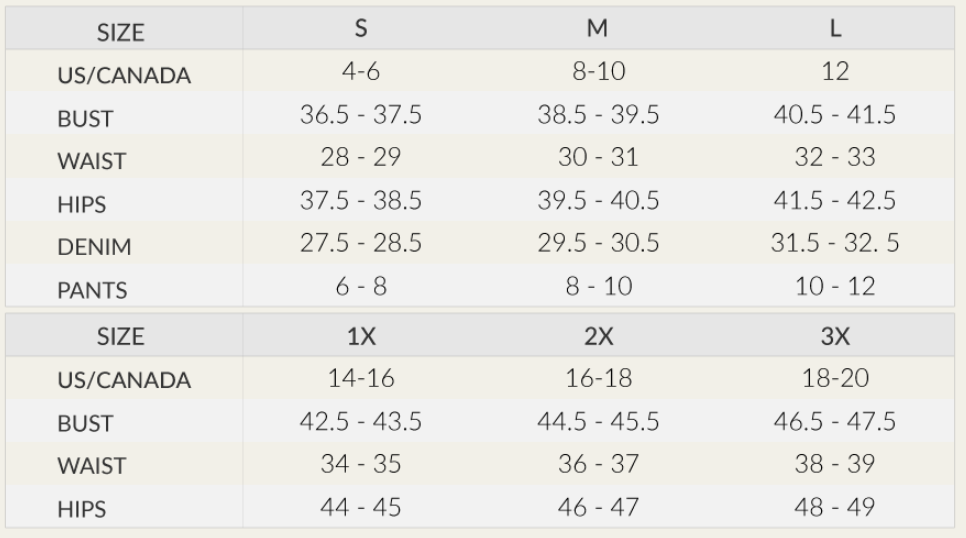 SIZE S M L
US/CANADA 4-6 8-10 12
BUST 36.5 - 37.5 38.5 - 39.5 40.5 - 41.5
WAIST 28 - 29 30 - 31 32 - 33
HIPS 37.5 - 38.5 39.5 - 40.5 41.5 - 42.5
DENIM 27.5 - 28.5 29.5 - 30.5 31.5 - 32. 5
PANTS 6 - 8 8 - 10 10 - 12
SIZE 1X 2X 3X
US/CANADA 14-16 16-18 18-20
BUST 42.5 - 43.5 44.5 - 45.5 46.5 - 47.5
WAIST 34 - 35 36 - 37 38 - 39
HIPS 44 - 45 46 - 47 48 - 49